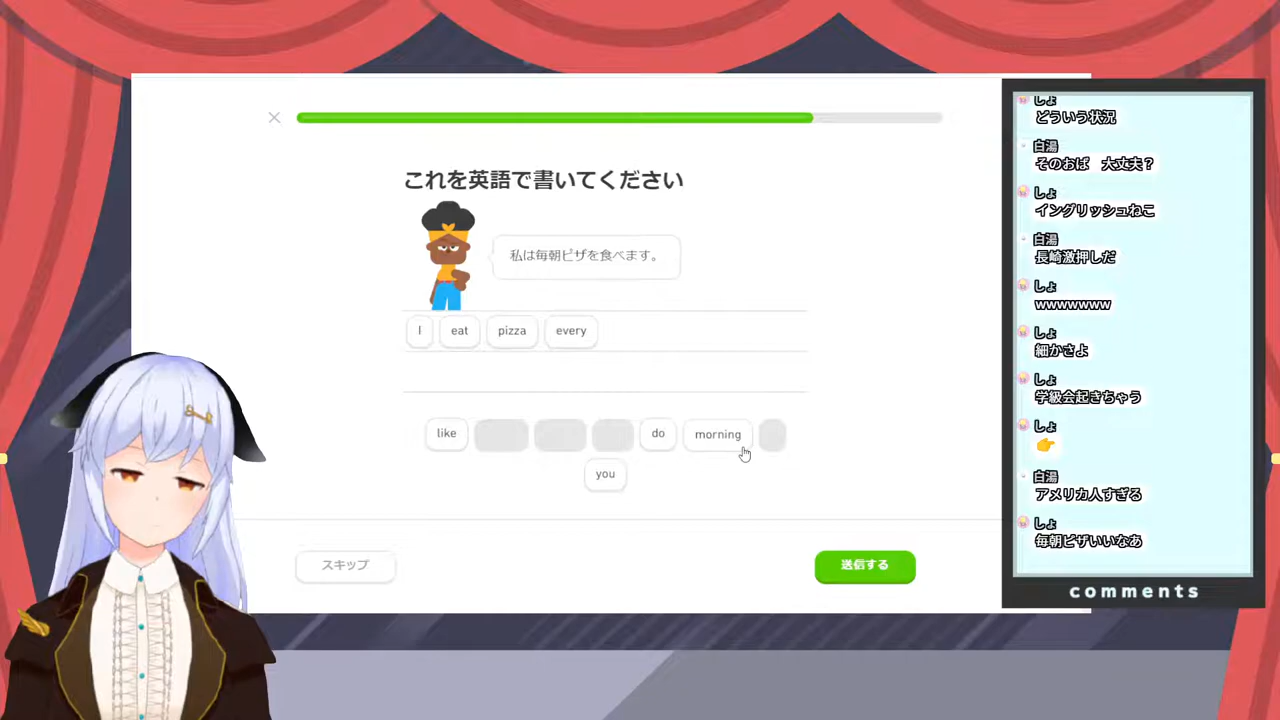 これを英語で書いてください
私は毎朝ピザを食べます。
I eat pizza every
like do morning
you
スキップ
送信する
しょ
どういう状況
白湯
そのおば 大丈夫？
しょ
イングリッシュねこ
白湯
長崎激押しだ
しょ
wwwwwww
しょ
細かさよ
しょ
学級会起きちゃう
しょ
👉
白湯
アメリカ人すぎる
しょ
毎朝ピザいいなあ
comments